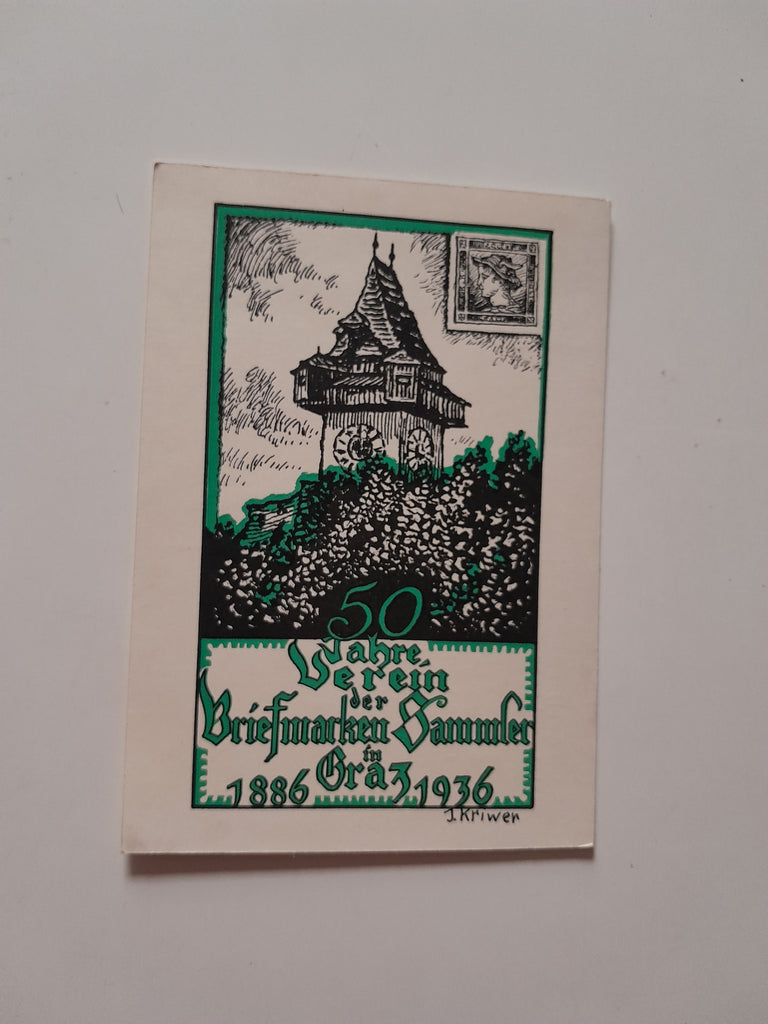 50
Jahre
Verein
der
Briefmarken Sammler
in
Graz
1886 1936
J. Kriwer